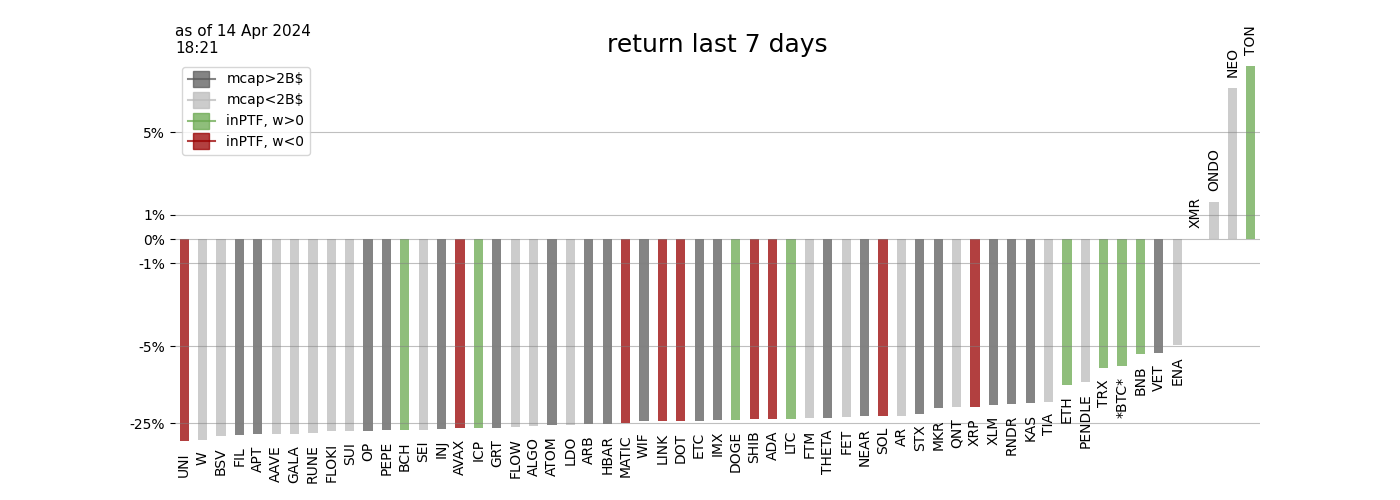 as of 14 Apr 2024
18:21
return last 7 days
mcap>2B$
mcap<2B$
inPTF, w>0
inPTF, w<0
5%
1%
0%
-1%
-5%
-25%
UNI
W
BSV
FIL
APT
AAVE
GALA
RUNE
FLOKI
SUI
OP
PEPE
BCH
SEI
INJ
AVAX
ICP
GRT
FLOW
ALGO
ATOM
LDO
ARB
HBAR
MATIC
WIF
LINK
DOT
ETC
IMX
DOGE
SHIB
ADA
LTC
FTM
THETA
FET
NEAR
SOL
AR
STX
MKR
QNT
XRP
XLM
RNDR
KAS
TIA
ETH
PENDLE
TRX
*BTC*
BNB
VET
ENA
XMR
ONDO
NEO
TON